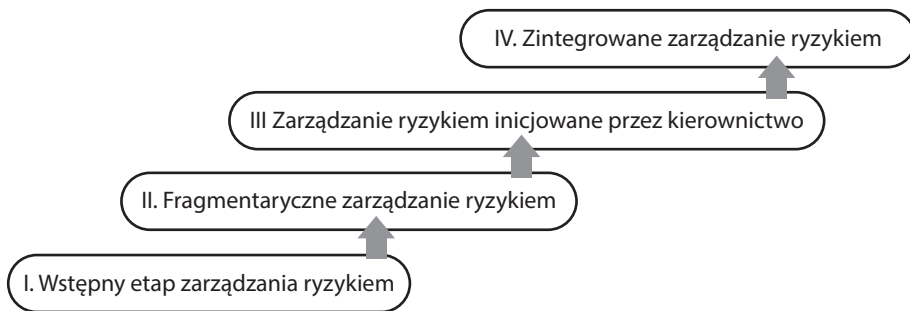 IV. Zintegrowane zarządzanie ryzykiem
III Zarządzanie ryzykiem inicjowane przez kierownictwo
II. Fragmentaryczne zarządzanie ryzykiem
I. Wstępny etap zarządzania ryzykiem